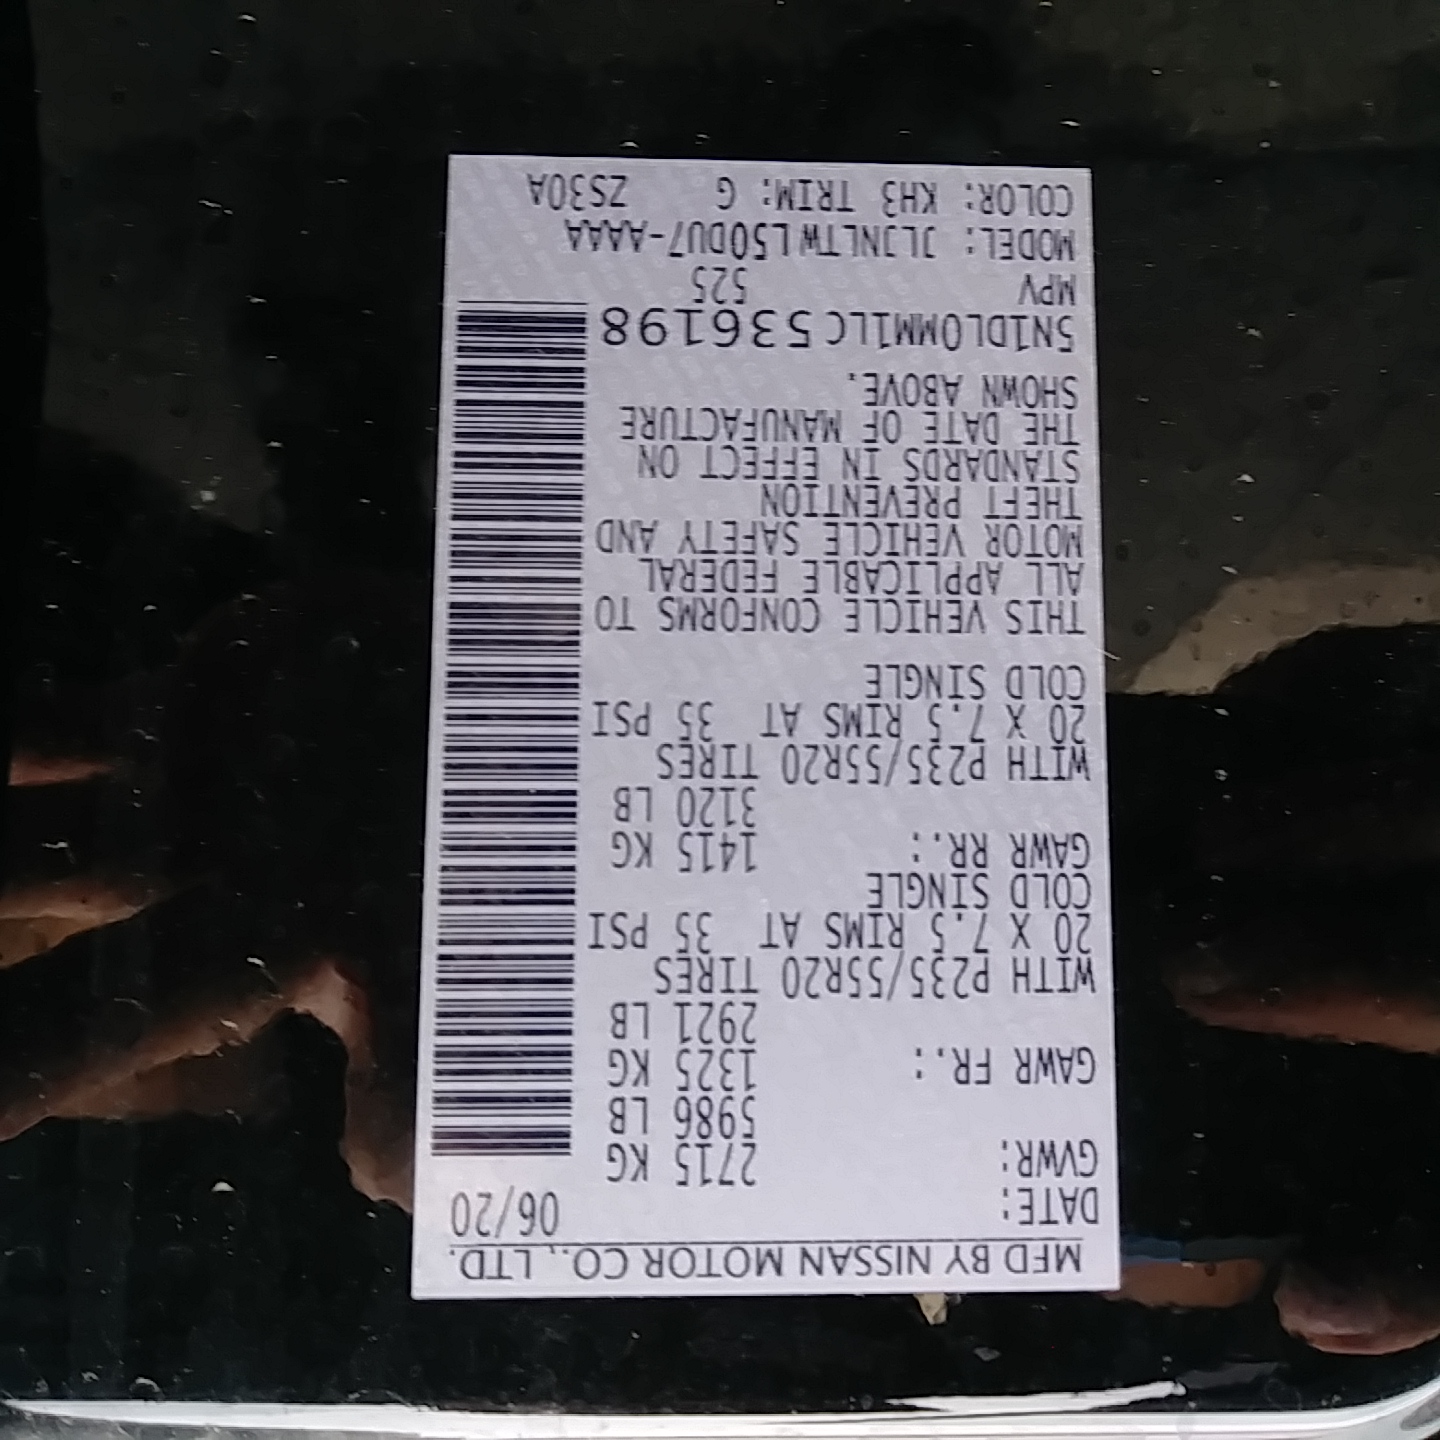 MFD BY NISSAN MOTOR CO., LTD.
DATE: 06/20
GVWR: 2715 KG
5986 LB
GAWR FR.: 1325 KG
2921 LB
WITH P235/55R20 TIRES
20 X 7.5 RIMS AT 35 PSI
COLD SINGLE
GAWR RR.: 1415 KG
3120 LB
WITH P235/55R20 TIRES
20 X 7.5 RIMS AT 35 PSI
COLD SINGLE
THIS VEHICLE CONFORMS TO
ALL APPLICABLE FEDERAL
MOTOR VEHICLE SAFETY AND
THEFT PREVENTION
STANDARDS IN EFFECT ON
THE DATE OF MANUFACTURE
SHOWN ABOVE.
5N1DL0MM1LC536198
MPV 525
MODEL: JLJNLTWL50DU7-AAAA
COLOR: KH3 TRIM: G ZS30A